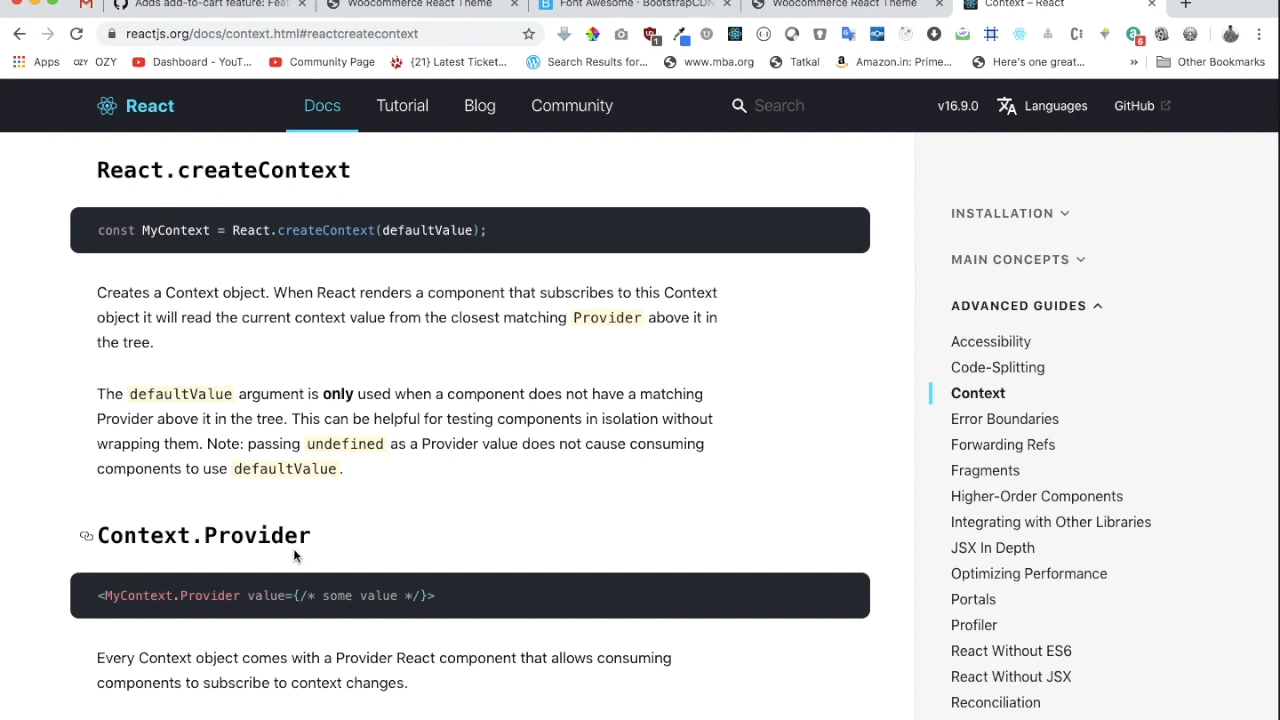 Adds add-to-cart feature: Feat
Woocommerce React Theme
Font Awesome · BootstrapCDN
Woocommerce React Theme
Context – React
reactjs.org/docs/context.html#reactcreatecontext
1
6
Apps
OZY OZY
Dashboard - YouT...
Community Page
{21} Latest Ticket...
Search Results for...
www.mba.org
Tatkal
Amazon.in: Prime...
Here's one great...
»
Other Bookmarks
React
Docs
Tutorial
Blog
Community
Search
v16.9.0
Languages
GitHub
React.createContext
const MyContext = React.createContext(defaultValue);
Creates a Context object. When React renders a component that subscribes to this Context
object it will read the current context value from the closest matching Provider above it in
the tree.
The defaultValue argument is only used when a component does not have a matching
Provider above it in the tree. This can be helpful for testing components in isolation without
wrapping them. Note: passing undefined as a Provider value does not cause consuming
components to use defaultValue.
Context.Provider
<MyContext.Provider value={/* some value */}>
Every Context object comes with a Provider React component that allows consuming
components to subscribe to context changes.
INSTALLATION
MAIN CONCEPTS
ADVANCED GUIDES
Accessibility
Code-Splitting
Context
Error Boundaries
Forwarding Refs
Fragments
Higher-Order Components
Integrating with Other Libraries
JSX In Depth
Optimizing Performance
Portals
Profiler
React Without ES6
React Without JSX
Reconciliation